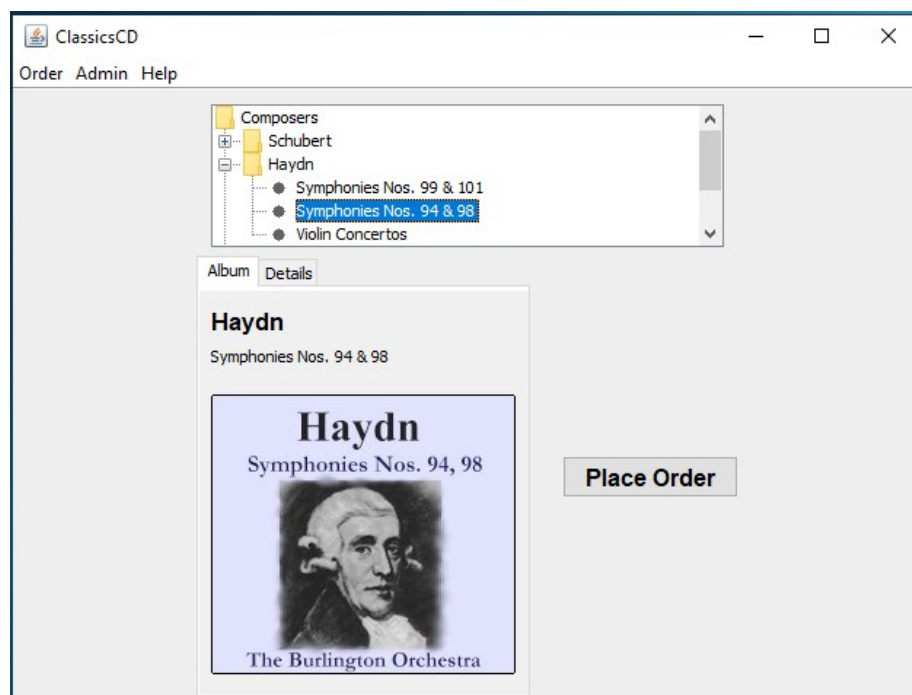 ClassicsCD
Order Admin Help
Composers
Schubert
Haydn
Symphonies Nos. 99 & 101
Symphonies Nos. 94 & 98
Violin Concertos
Album Details
Haydn
Symphonies Nos. 94 & 98
Haydn
Symphonies Nos. 94, 98
The Burlington Orchestra
Place Order